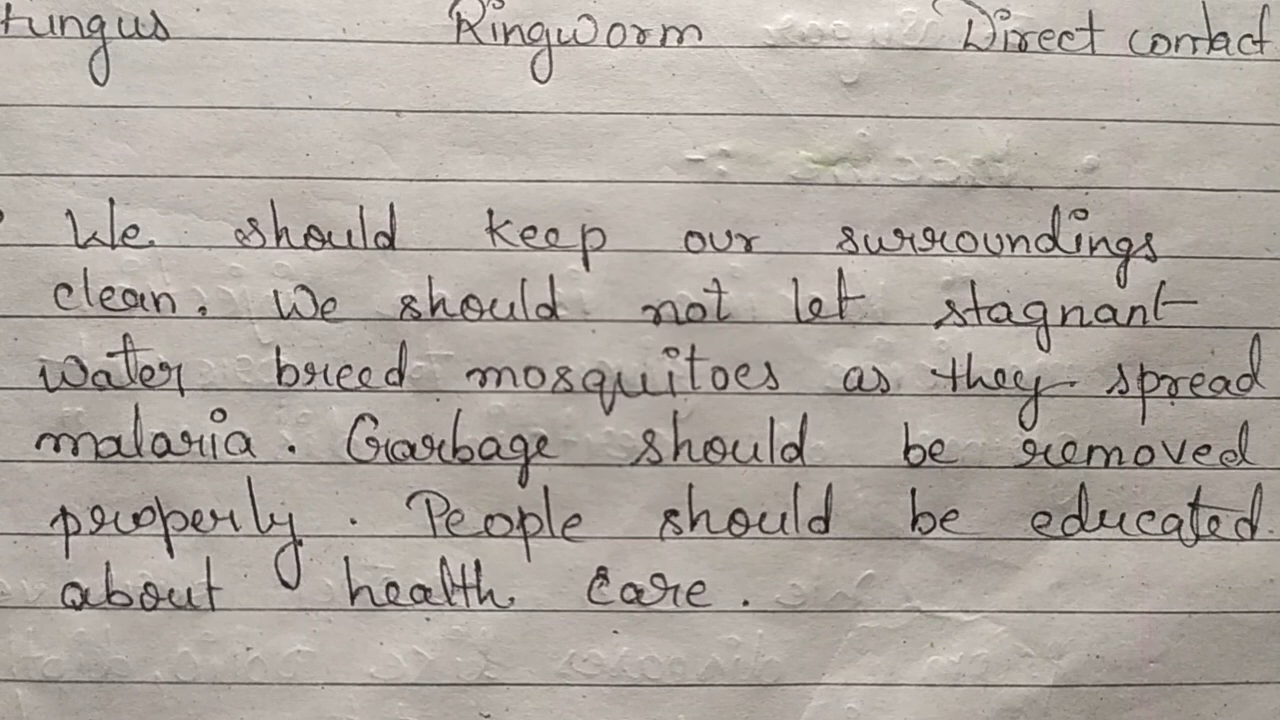 Fungus Ringworm Direct contact
We should keep our surroundings
clean. We should not let stagnant
water breed mosquitoes as they spread
malaria. Garbage should be removed
properly. People should be educated
about health care.